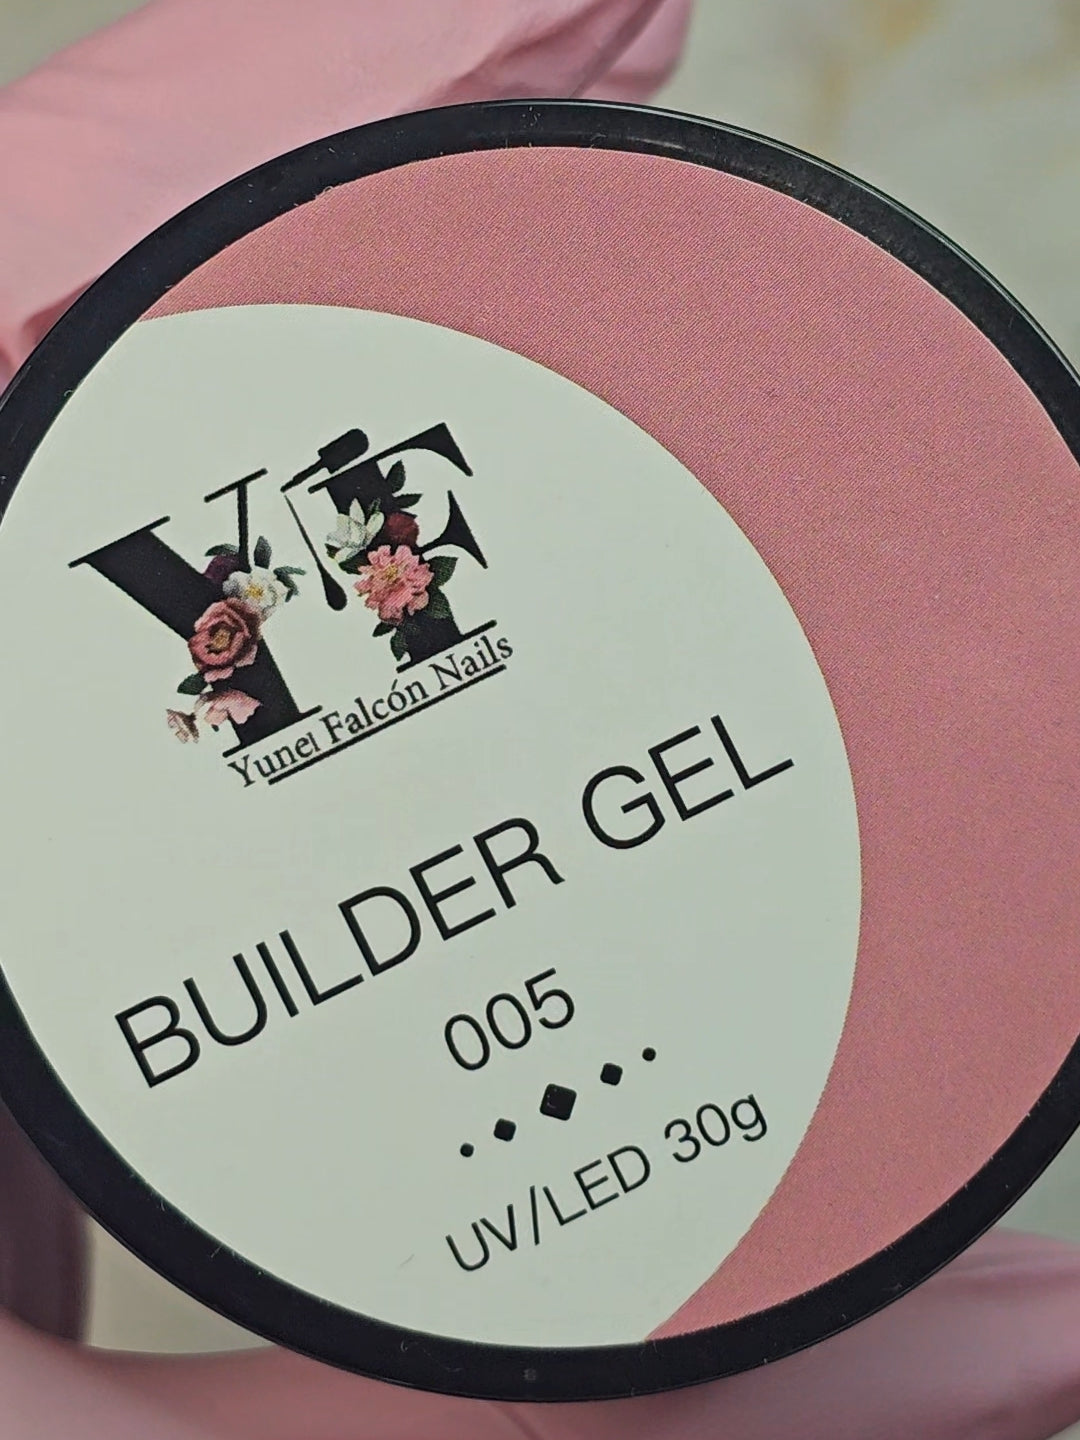 YF
Yunei Falcón Nails
BUILDER GEL
005
UV/LED 30g